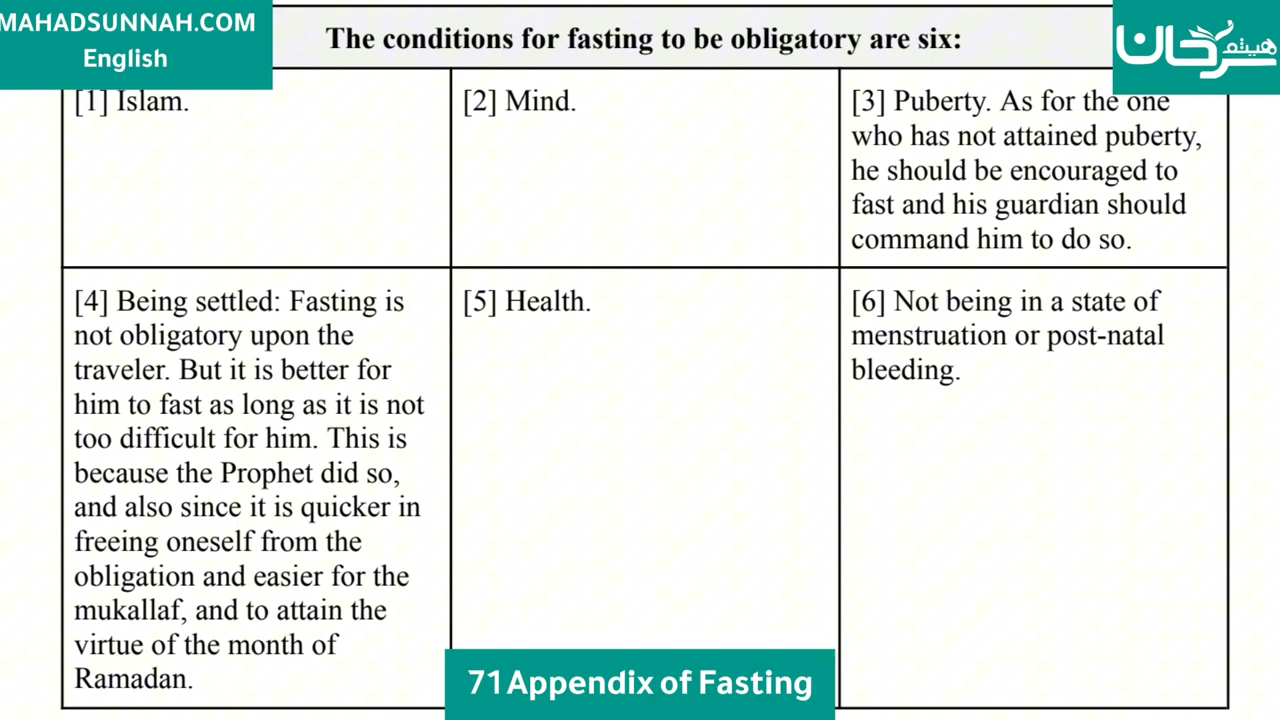 MAHADSUNNAH.COM
English
The conditions for fasting to be obligatory are six:
هيثم
سرحان
[1] Islam.
[2] Mind.
[3] Puberty. As for the one
who has not attained puberty,
he should be encouraged to
fast and his guardian should
command him to do so.
[4] Being settled: Fasting is
not obligatory upon the
traveler. But it is better for
him to fast as long as it is not
too difficult for him. This is
because the Prophet did so,
and also since it is quicker in
freeing oneself from the
obligation and easier for the
mukallaf, and to attain the
virtue of the month of
Ramadan.
[5] Health.
[6] Not being in a state of
menstruation or post-natal
bleeding.
71Appendix of Fasting